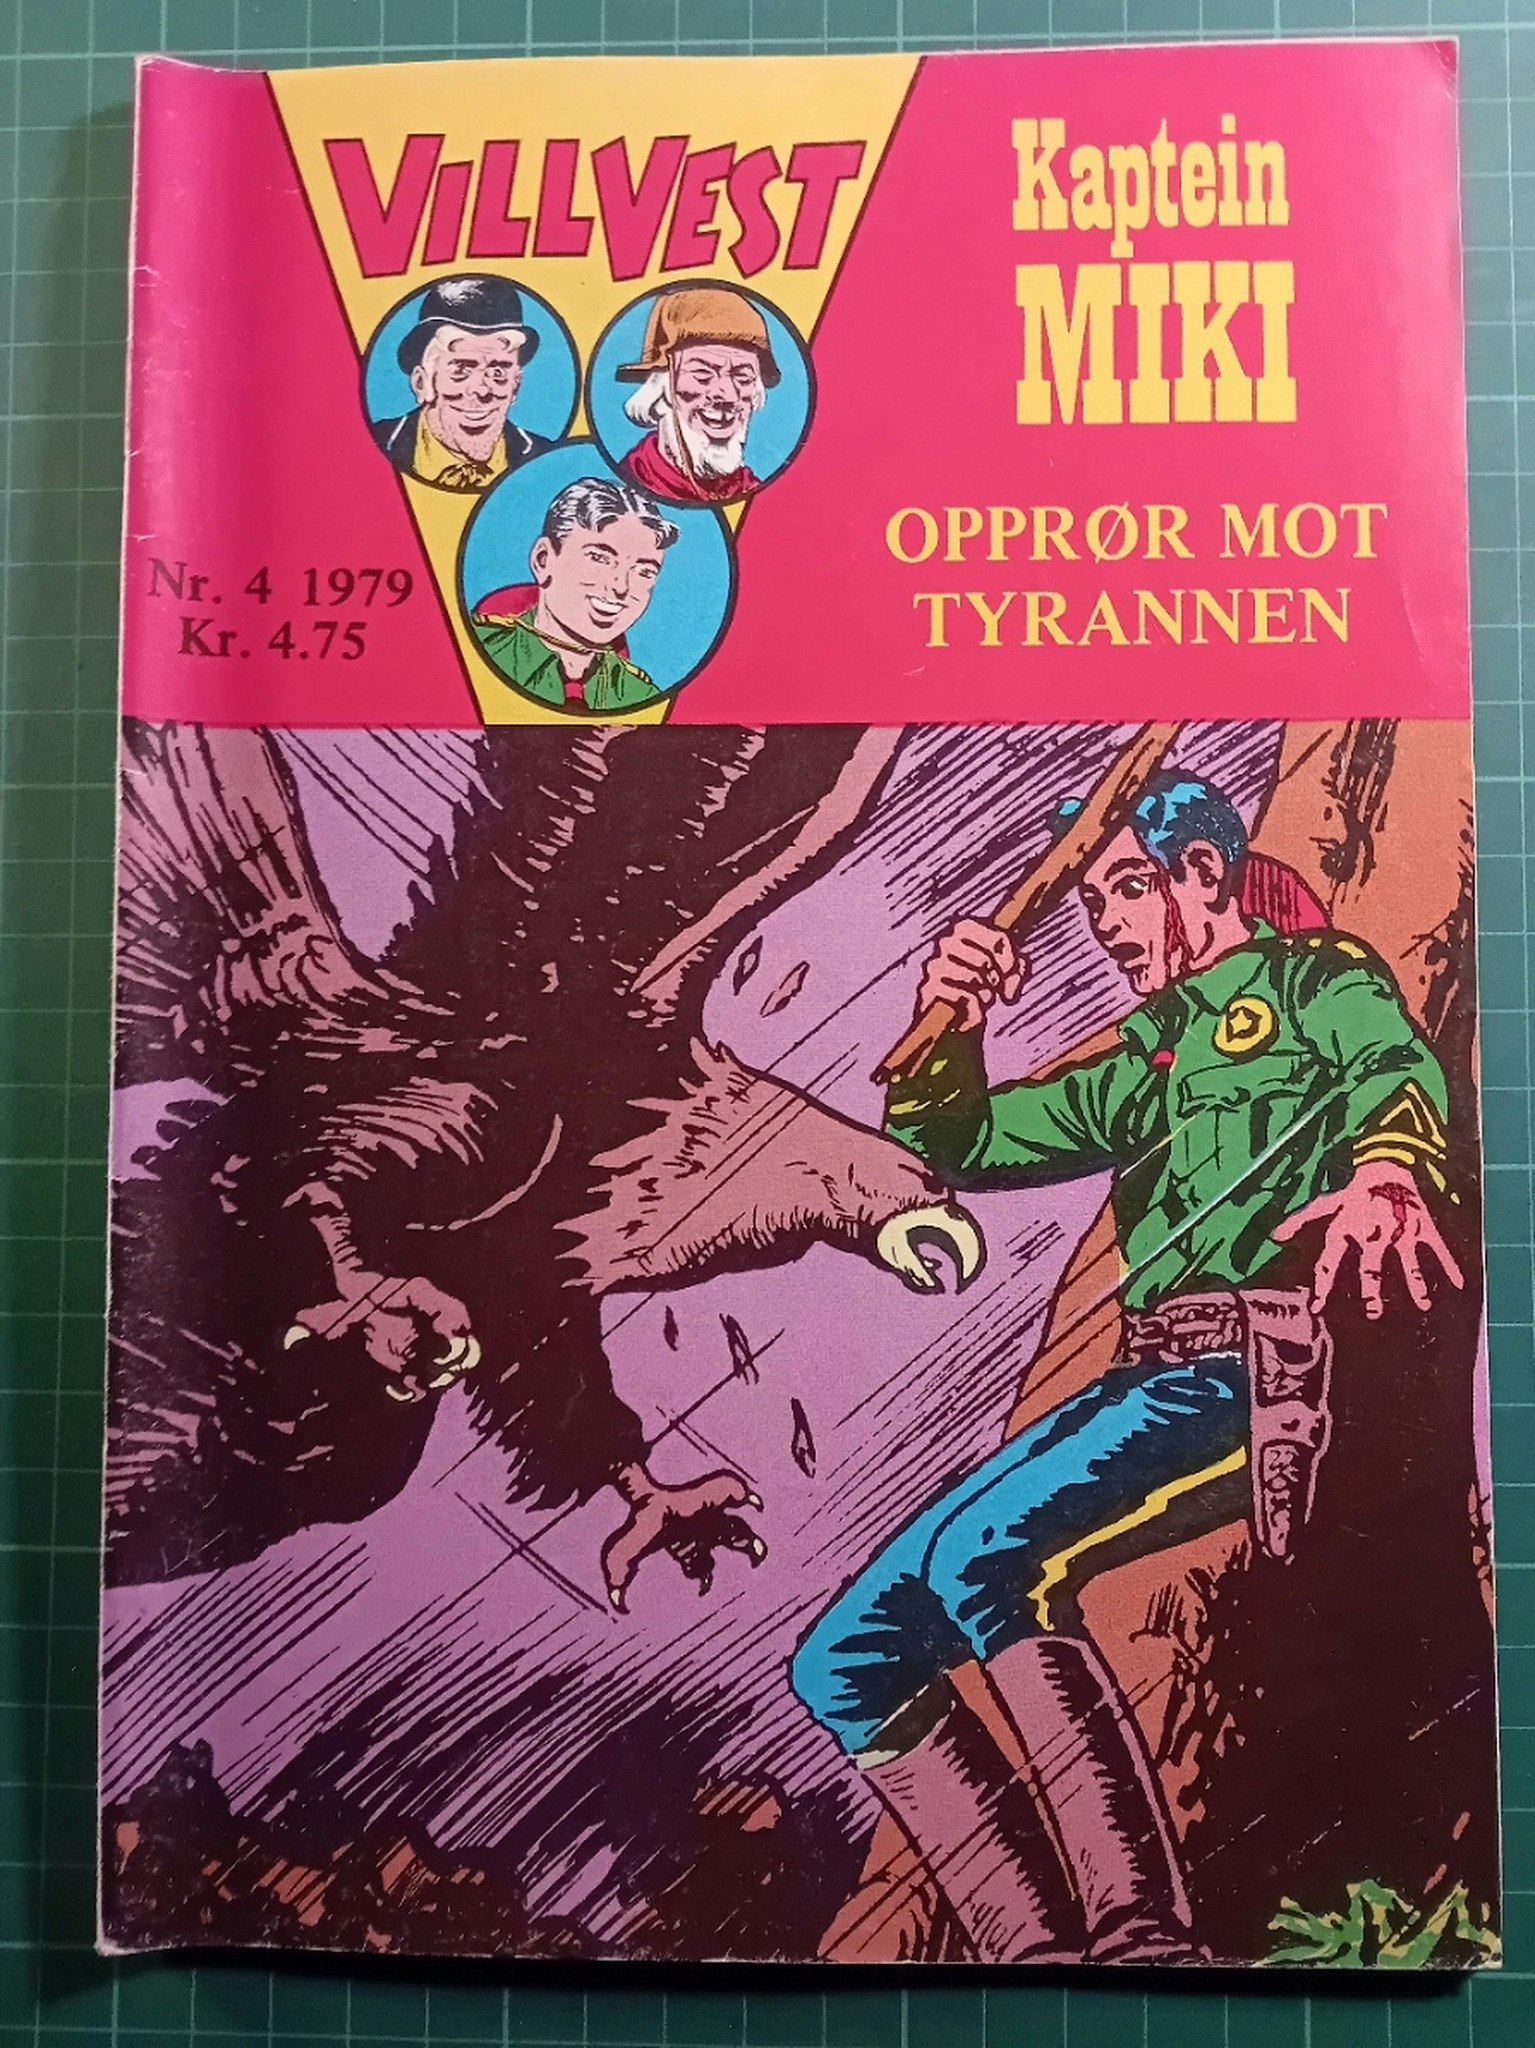 VILLVEST
Kaptein
MIKI
OPPRØR MOT
TYRANNEN
Nr. 4 1979
Kr. 4.75